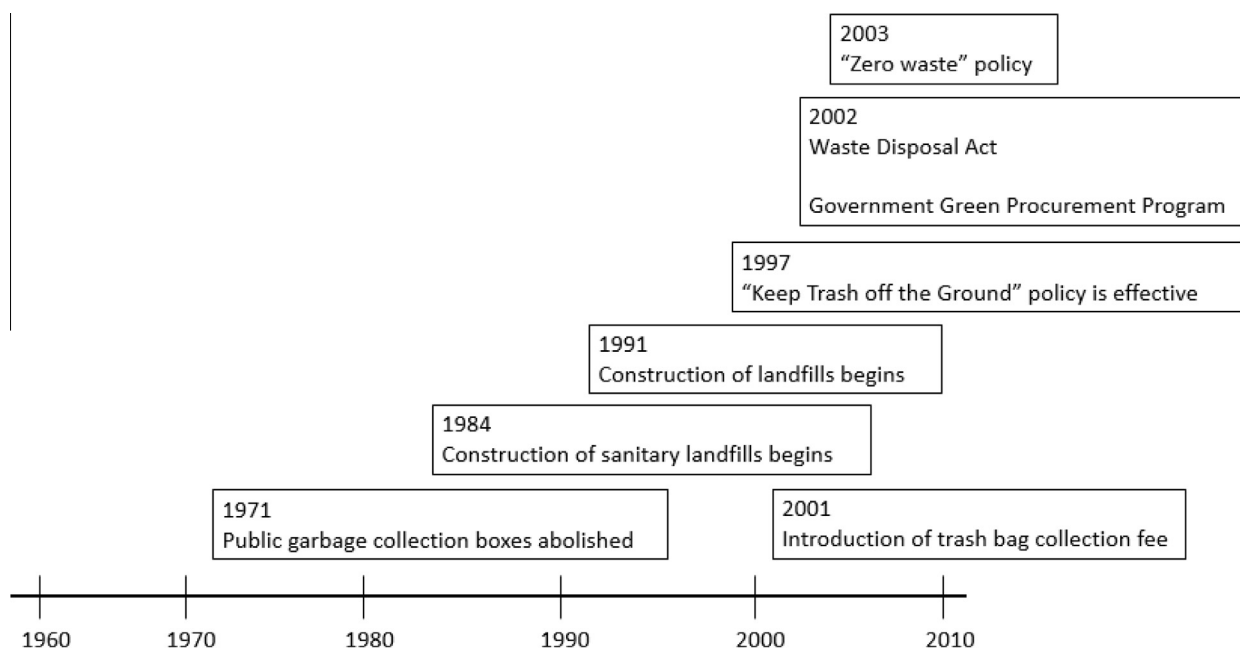 2003
“Zero waste” policy
2002
Waste Disposal Act
Government Green Procurement Program
1997
“Keep Trash off the Ground” policy is effective
1991
Construction of landfills begins
1984
Construction of sanitary landfills begins
1971
Public garbage collection boxes abolished
2001
Introduction of trash bag collection fee
1960 1970 1980 1990 2000 2010